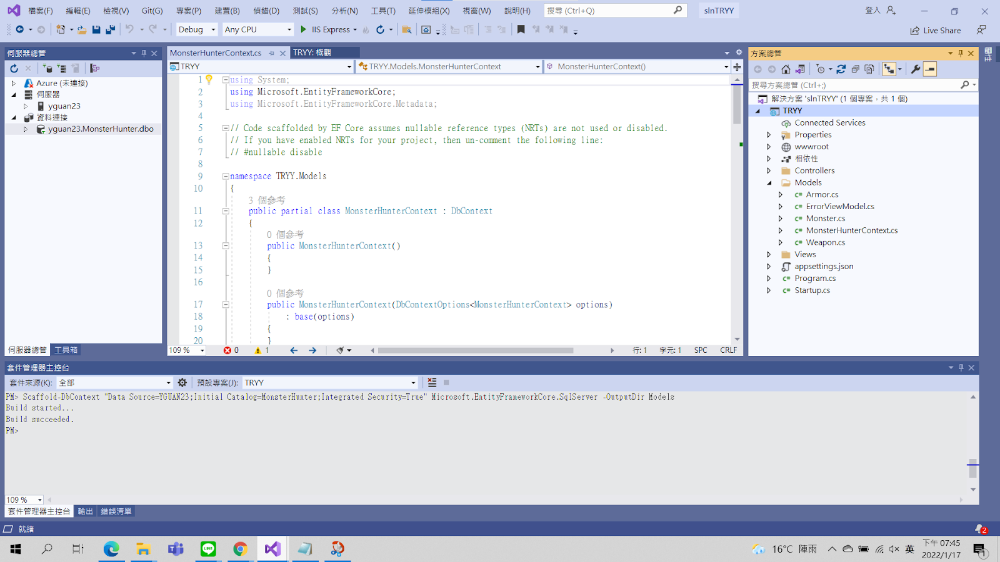 檔案(F) 編輯(E) 檢視(V) Git(G) 專案(P) 建置(B) 偵錯(D) 測試(S) 分析(N) 工具(T) 延伸模組(X) 視窗(W) 說明(H) 搜尋 (Ctrl+Q) slnTRYY 登入
Debug Any CPU IIS Express Live Share
伺服器總管
Azure (未連接)
伺服器
yguan23
資料連接
yguan23.MonsterHunter.dbo
伺服器總管 工具箱
MonsterHunterContext.cs TRYY: 概觀
TRYY TRYY.Models.MonsterHunterContext MonsterHunterContext()
1 using System;
2 using Microsoft.EntityFrameworkCore;
3 using Microsoft.EntityFrameworkCore.Metadata;
4
5 // Code scaffolded by EF Core assumes nullable reference types (NRTs) are not used or disabled.
6 // If you have enabled NRTs for your project, then un-comment the following line:
7 // #nullable disable
8
9 namespace TRYY.Models
10 {
3 個參考
11 public partial class MonsterHunterContext : DbContext
12 {
0 個參考
13 public MonsterHunterContext()
14 {
15 }
16
0 個參考
17 public MonsterHunterContext(DbContextOptions<MonsterHunterContext> options)
18 : base(options)
19 {
20 }
109 % 0 1 行: 1 字元: 1 SPC CRLF
方案總管
搜尋方案總管 (Ctrl+;)
解決方案 'slnTRYY' (1 個專案，共 1 個)
TRYY
Connected Services
Properties
wwwroot
相依性
Controllers
Models
Armor.cs
ErrorViewModel.cs
Monster.cs
MonsterHunterContext.cs
Weapon.cs
Views
appsettings.json
Program.cs
Startup.cs
屬性
套件管理器主控台
套件來源(K): 全部 預設專案(J): TRYY
PM> Scaffold-DbContext "Data Source=YGUAN23;Initial Catalog=MonsterHunter;Integrated Security=True" Microsoft.EntityFrameworkCore.SqlServer -OutputDir Models
Build started...
Build succeeded.
PM>
109 %
套件管理器主控台 輸出 錯誤清單
就緒 2
LINE 16°C 陣雨 英 下午 07:45
2022/1/17 1